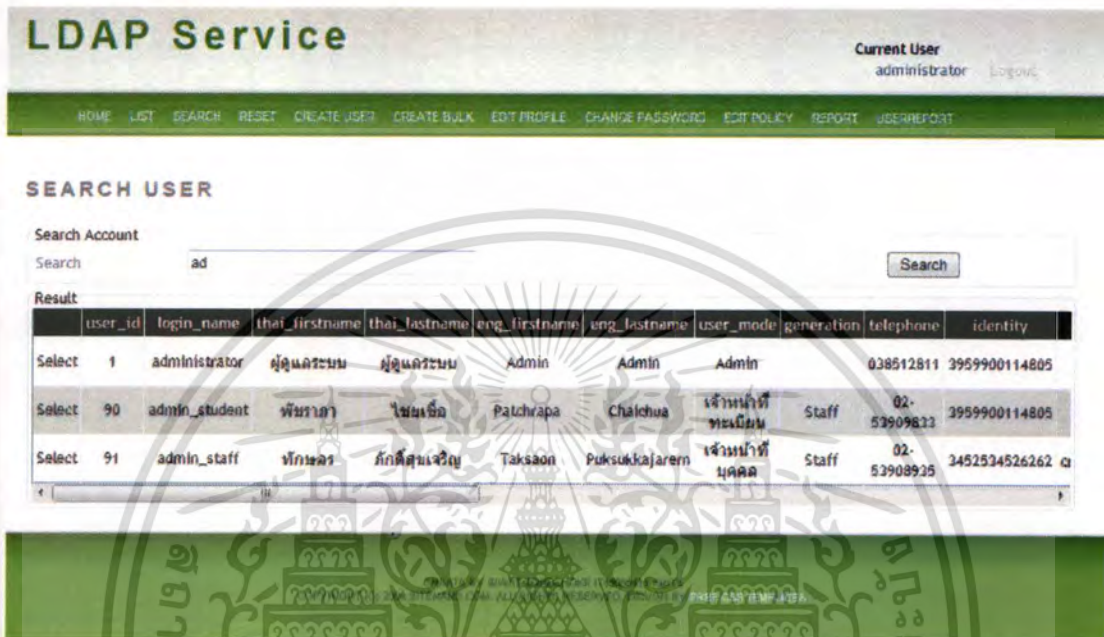 LDAP Service
Current User
administrator Logout
HOME LIST SEARCH RESET CREATE USER CREATE BULK EDIT PROFILE CHANGE PASSWORD EDIT POLICY REPORT USERREPORT
SEARCH USER
Search Account
Search ad Search
Result
user_id login_name thai_firstname thai_lastname eng_firstname eng_lastname user_mode generation telephone identity
Select 1 administrator ผู้ดูแลระบบ ผู้ดูแลระบบ Admin Admin Admin 038512811 3959900114805
Select 90 admin_student พัชราภา ไชยเชื้อ Patchrapa Chaichua เจ้าหน้าที่ทะเบียน Staff 02-53909833 3959900114805
Select 91 admin_staff ทักษอร ภักดิ์สุขเจริญ Taksaon Puksukkajarern เจ้าหน้าที่บุคคล Staff 02-53908935 3452534526262